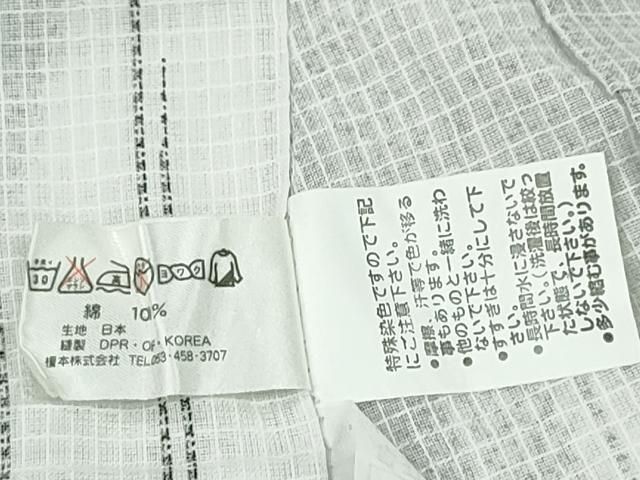 綿 10%
生地 日本
縫製 DPR・OF・KOREA
榎本株式会社 TEL 053-458-3707
特殊染色ですので下記
にご注意下さい。
●摩擦、汗等で色が移る
事もあります。
●他のものと一緒に洗わ
ないで下さい。
●すすぎは十分にして下
さい。
●長時間水に浸さないで
下さい。(洗濯後は絞っ
た状態で、長時間放置
しないで下さい。)
●多少縮む事があります。